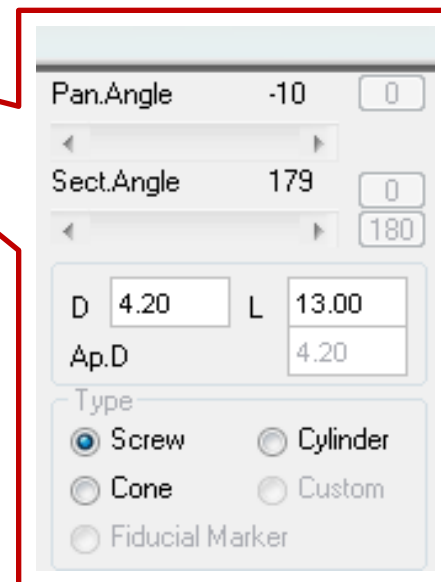 Pan.Angle -10 0
Sect.Angle 179 0
180
D 4.20 L 13.00
Ap.D 4.20
Type
Screw Cylinder
Cone Custom
Fiducial Marker